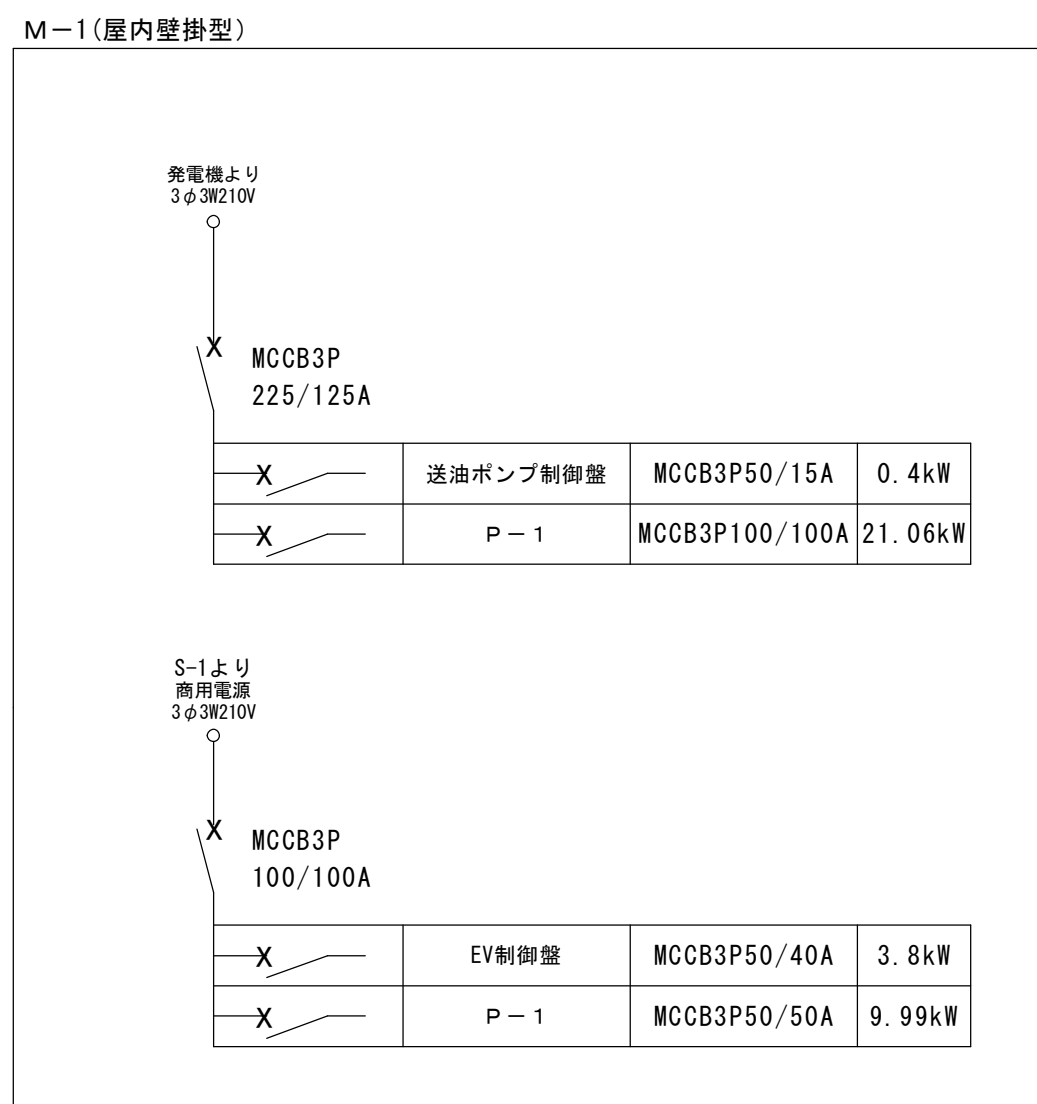 M－1(屋内壁掛型)
発電機より
3φ3W210V
MCCB3P
225/125A
送油ポンプ制御盤 MCCB3P50/15A 0.4kW
P－1 MCCB3P100/100A 21.06kW
S-1より
商用電源
3φ3W210V
MCCB3P
100/100A
EV制御盤 MCCB3P50/40A 3.8kW
P－1 MCCB3P50/50A 9.99kW